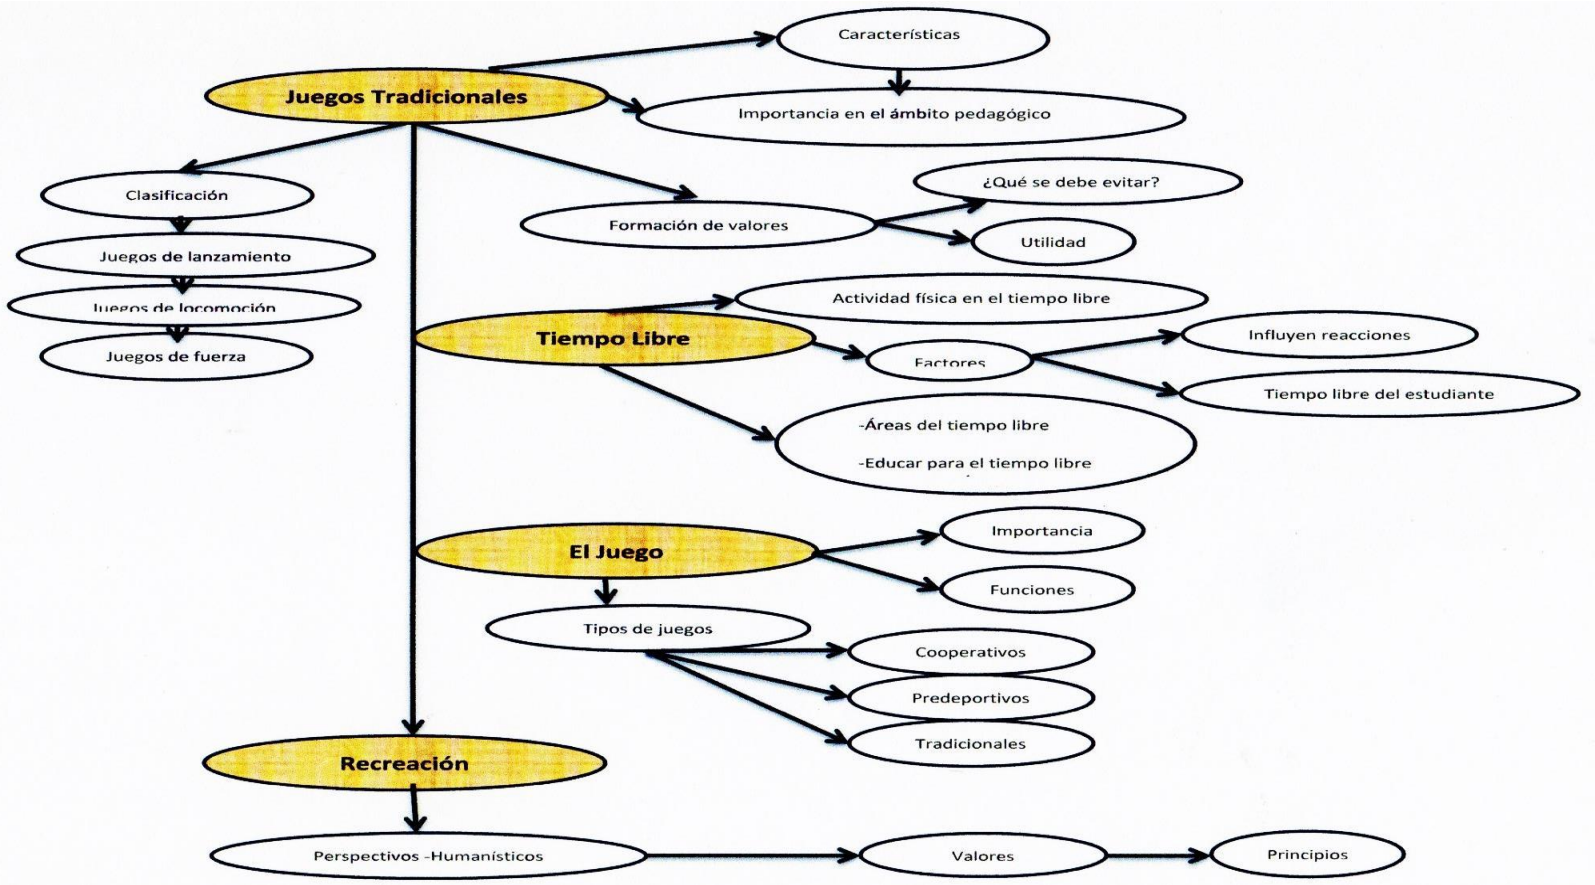 Características
Juegos Tradicionales
Importancia en el ámbito pedagógico
Clasificación
Juegos de lanzamiento
Juegos de locomoción
Juegos de fuerza
¿Qué se debe evitar?
Formación de valores
Utilidad
Actividad física en el tiempo libre
Tiempo Libre
Factores
Influyen reacciones
Tiempo libre del estudiante
-Áreas del tiempo libre
-Educar para el tiempo libre
El Juego
Importancia
Funciones
Tipos de juegos
Cooperativos
Predeportivos
Tradicionales
Recreación
Perspectivos -Humanísticos
Valores
Principios